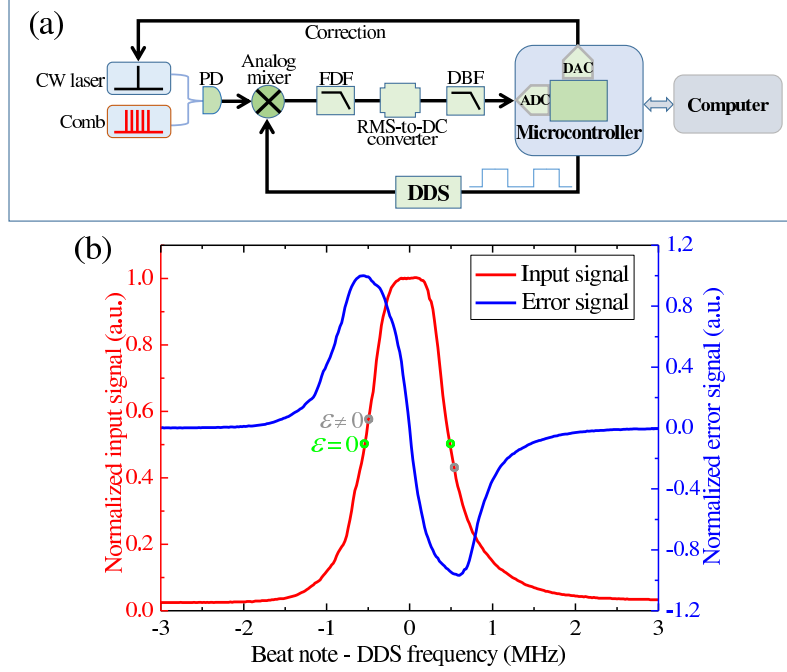 (a)
Correction
CW laser
Comb
PD
Analog
mixer
FDF
RMS-to-DC
converter
DBF
ADC
DAC
Microcontroller
Computer
DDS
(b)
Input signal
Error signal
ε≠0
ε=0
Normalized input signal (a.u.)
1.0
0.8
0.6
0.4
0.2
0.0
Normalized error signal (a.u.)
1.2
0.8
0.4
0.0
-0.4
-0.8
-1.2
-3 -2 -1 0 1 2 3
Beat note - DDS frequency (MHz)